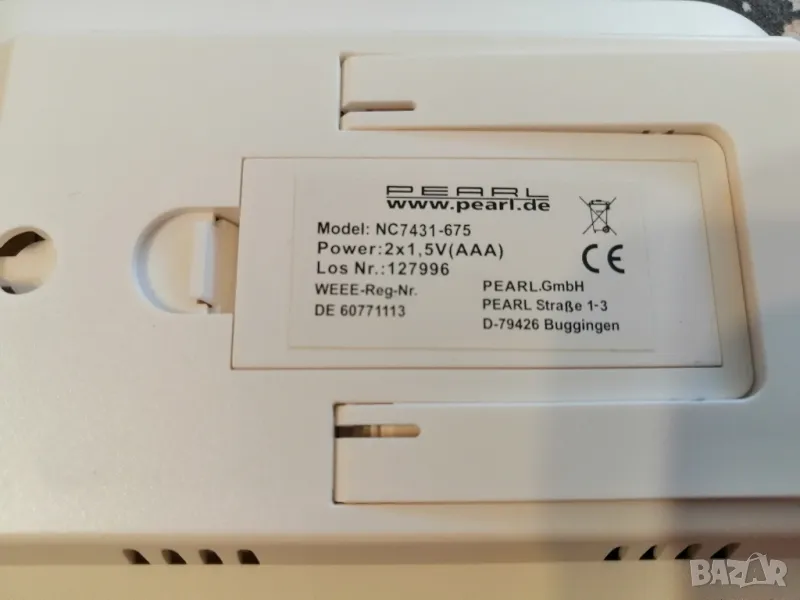 PEARL
www.pearl.de
Model: NC7431-675
Power:2x1,5V(AAA)
Los Nr.:127996
WEEE-Reg-Nr.
DE 60771113
CE
PEARL.GmbH
PEARL Straße 1-3
D-79426 Buggingen
BAZAR